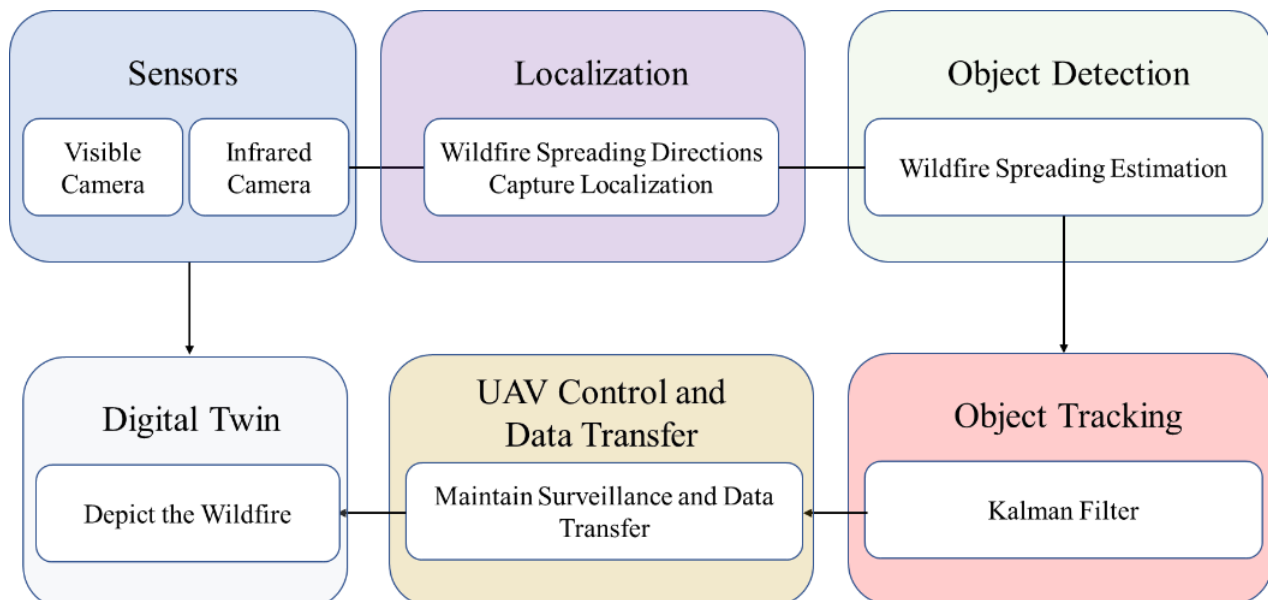 Sensors
Visible
Camera
Infrared
Camera
Localization
Wildfire Spreading Directions
Capture Localization
Object Detection
Wildfire Spreading Estimation
Digital Twin
Depict the Wildfire
UAV Control and
Data Transfer
Maintain Surveillance and Data
Transfer
Object Tracking
Kalman Filter